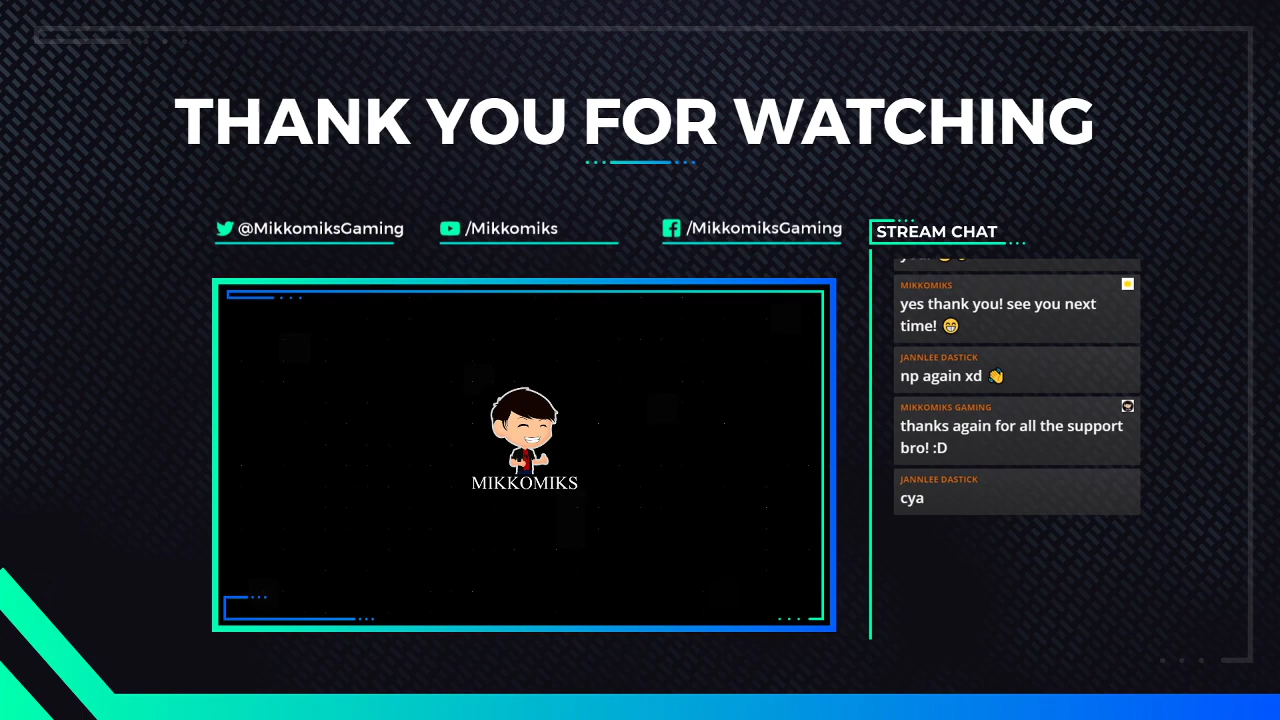 THANK YOU FOR WATCHING
@MikkomiksGaming
/Mikkomiks
/MikkomiksGaming
STREAM CHAT
MIKKOMIKS
yes thank you! see you next
time! 😁
JANNLEE DASTICK
np again xd 👏
MIKKOMIKS GAMING
thanks again for all the support
bro! :D
JANNLEE DASTICK
cya
MIKKOMIKS